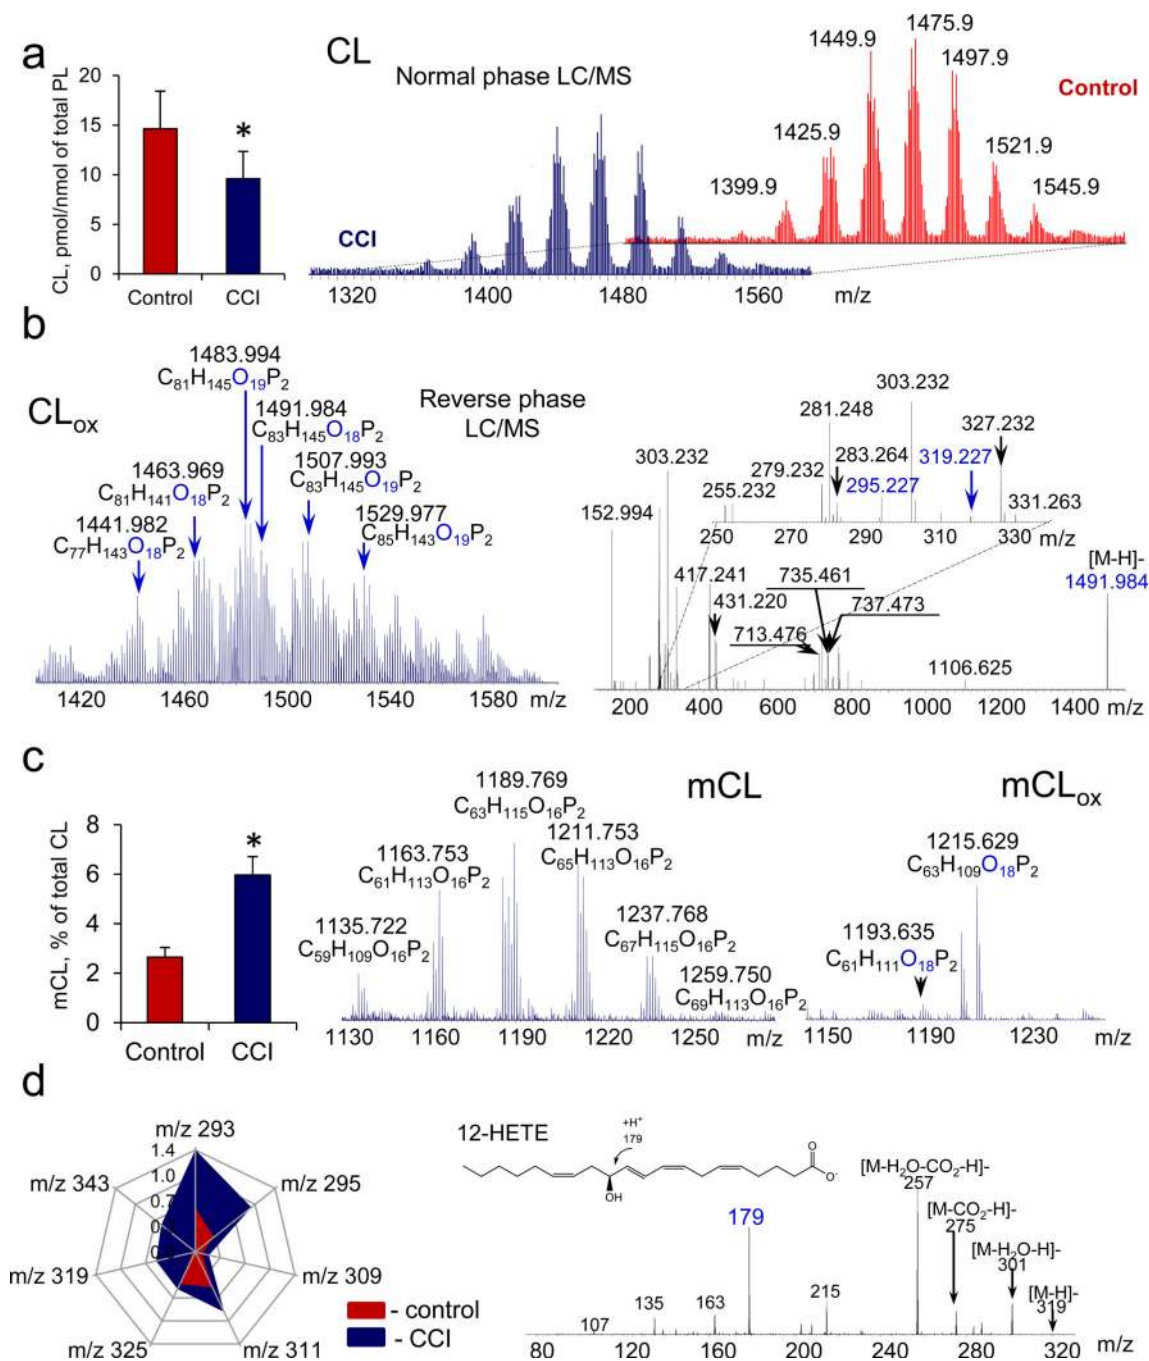 a
CL
Normal phase LC/MS
Control
CCI
20
15
10
5
0
CL, pmol/nmol of total PL
*
Control
CCI
1399.9
1425.9
1449.9
1475.9
1497.9
1521.9
1545.9
1320
1400
1480
1560
m/z
b
CLox
Reverse phase
LC/MS
1483.994
C81H145O19P2
1491.984
C83H145O18P2
1463.969
C81H141O18P2
1507.993
C83H145O19P2
1441.982
C77H143O18P2
1529.977
C85H143O19P2
1420
1460
1500
1540
1580
m/z
303.232
281.248
327.232
283.264
319.227
279.232
295.227
255.232
331.263
250
270
290
310
330
m/z
303.232
152.994
417.241
431.220
735.461
737.473
713.476
1106.625
[M-H]-
1491.984
200
400
600
800
1000
1200
1400
m/z
c
mCL
mCLox
8
6
4
2
0
mCL, % of total CL
*
Control
CCI
1189.769
C63H115O16P2
1211.753
C65H113O16P2
1163.753
C61H113O16P2
1135.722
C59H109O16P2
1237.768
C67H115O16P2
1259.750
C69H113O16P2
1130
1160
1190
1220
1250
m/z
1215.629
C63H109O18P2
1193.635
C61H111O18P2
1150
1190
1230
m/z
d
m/z 293
m/z 295
m/z 309
m/z 311
m/z 325
m/z 319
m/z 343
1.4
1.0
- control
- CCI
12-HETE
+H+
179
OH
O
O-
[M-H2O-CO2-H]-
257
[M-CO2-H]-
275
[M-H2O-H]-
301
[M-H]-
319
179
107
135
163
215
80
120
160
200
240
280
320
m/z